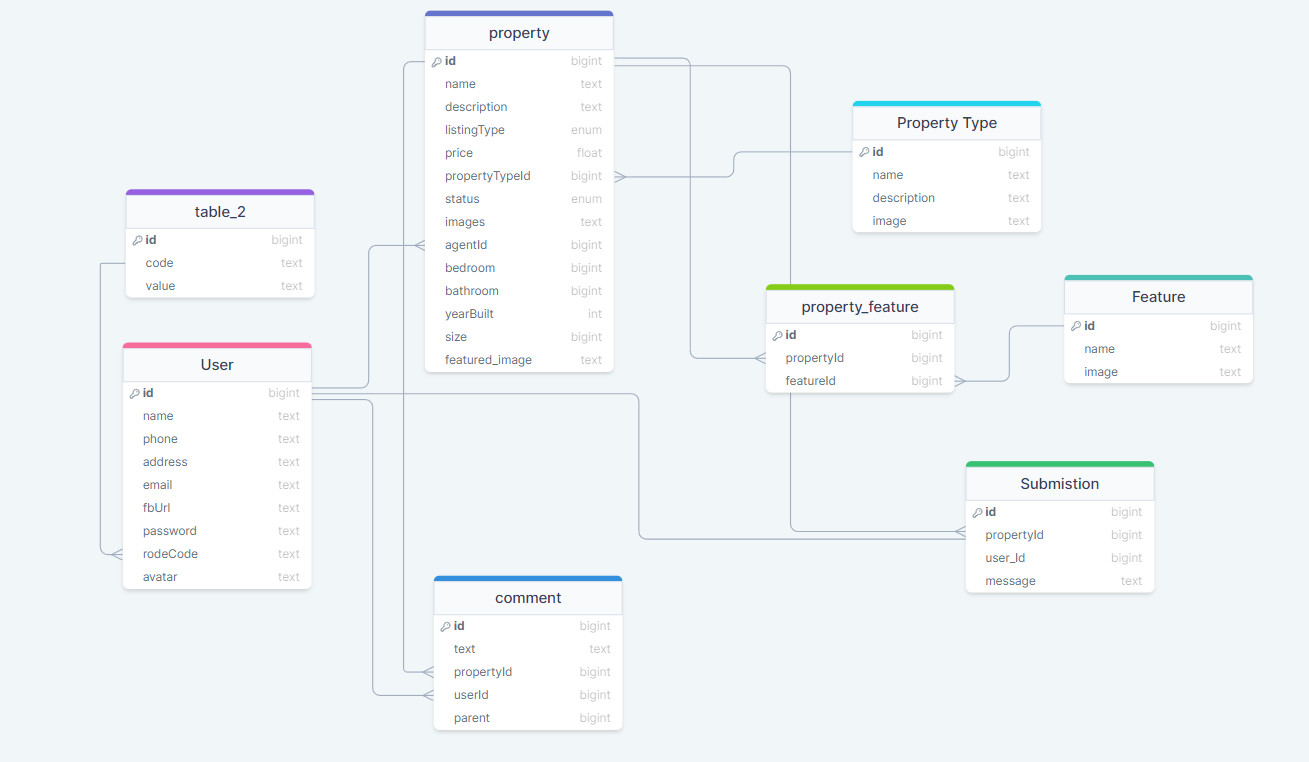 property
id bigint
name text
description text
listingType enum
price float
propertyTypeId bigint
status enum
images text
agentId bigint
bedroom bigint
bathroom bigint
yearBuilt int
size bigint
featured_image text
Property Type
id bigint
name text
description text
image text
table_2
id bigint
code text
value text
property_feature
id bigint
propertyId bigint
featureId bigint
Feature
id bigint
name text
image text
User
id bigint
name text
phone text
address text
email text
fbUrl text
password text
rodeCode text
avatar text
Submistion
id bigint
propertyId bigint
user_Id bigint
message text
comment
id bigint
text text
propertyId bigint
userId bigint
parent bigint